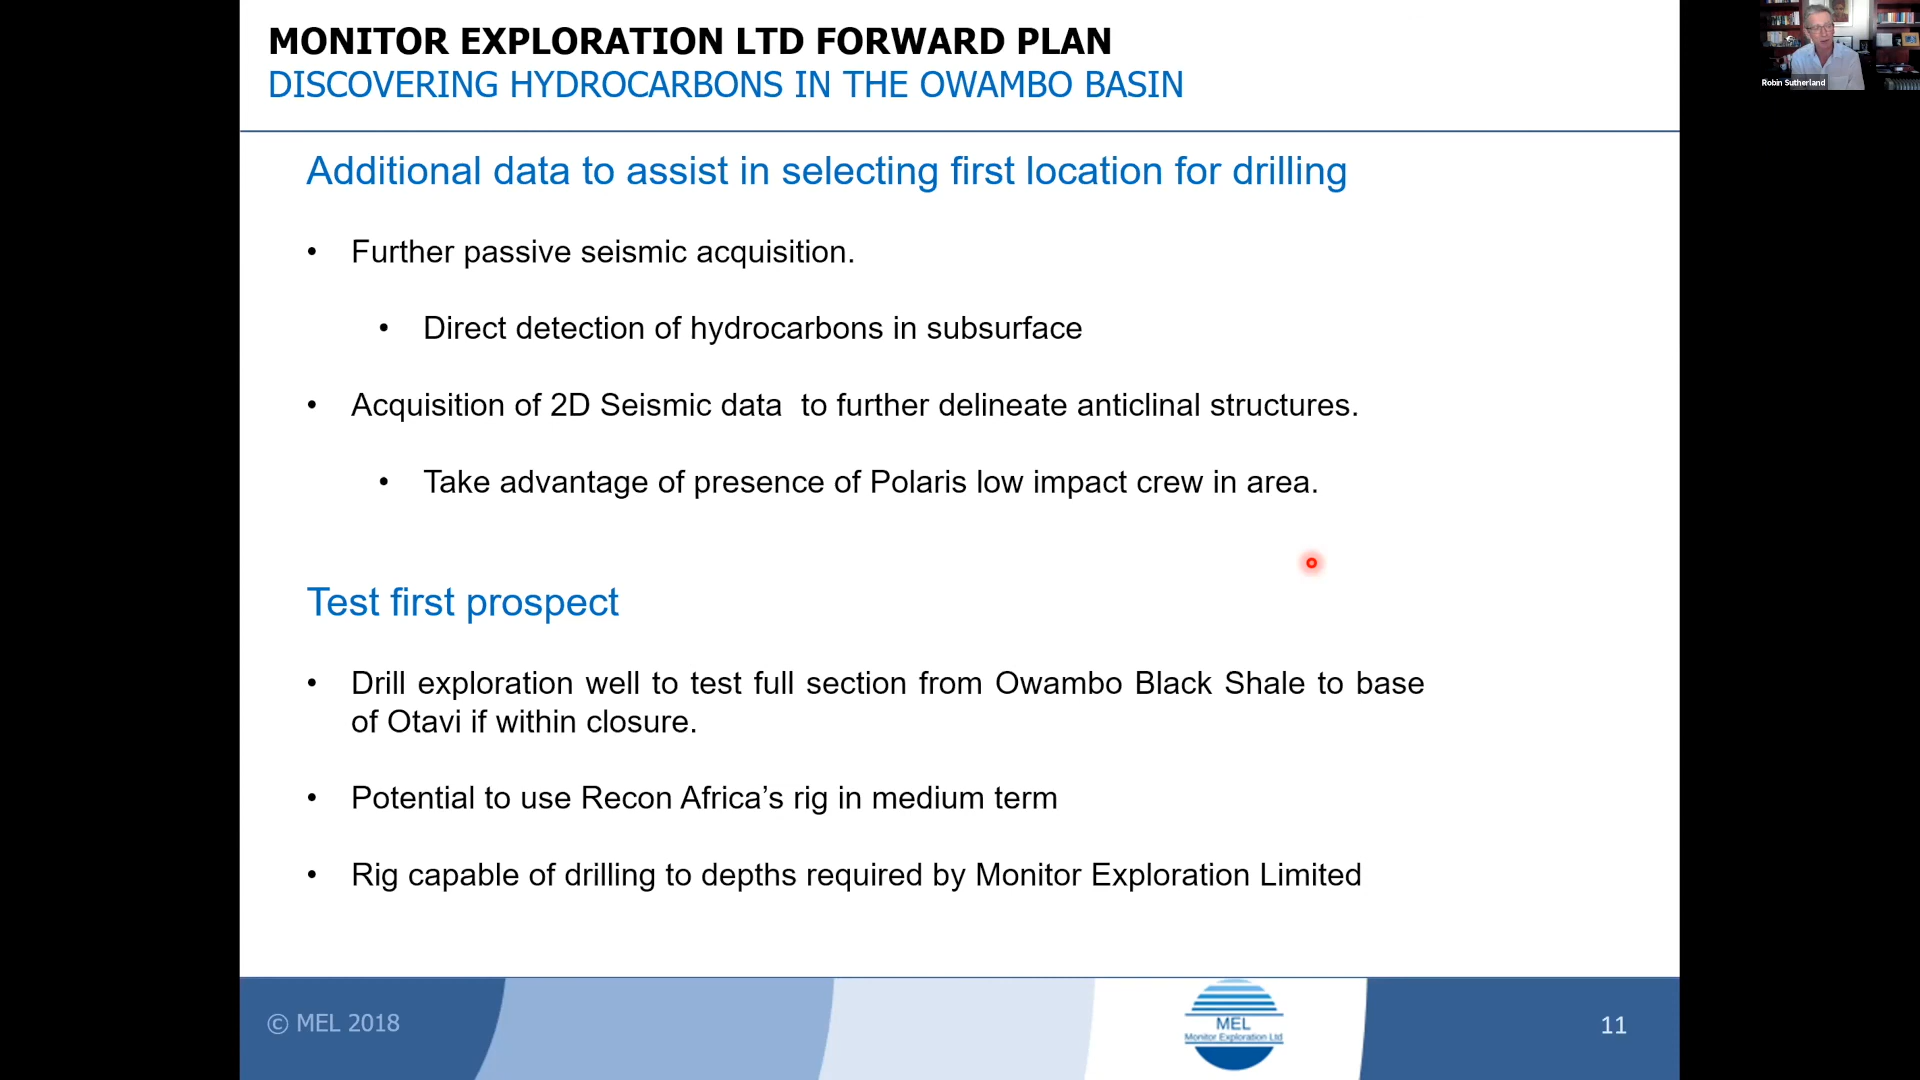 MONITOR EXPLORATION LTD FORWARD PLAN
DISCOVERING HYDROCARBONS IN THE OWAMBO BASIN
Robin Sutherland
Additional data to assist in selecting first location for drilling
• Further passive seismic acquisition.
• Direct detection of hydrocarbons in subsurface
• Acquisition of 2D Seismic data  to further delineate anticlinal structures.
• Take advantage of presence of Polaris low impact crew in area.
Test first prospect
• Drill exploration well to test full section from Owambo Black Shale to base
of Otavi if within closure.
• Potential to use Recon Africa’s rig in medium term
• Rig capable of drilling to depths required by Monitor Exploration Limited
© MEL 2018
MEL
Monitor Exploration Ltd
11